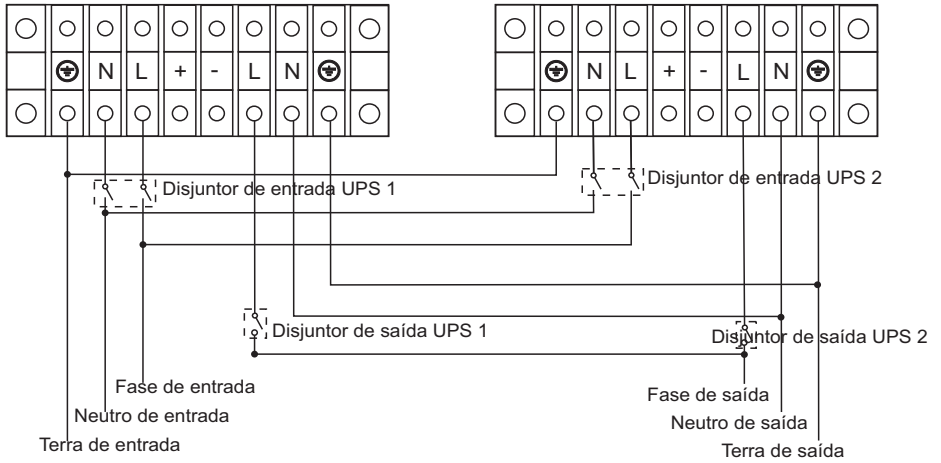 N L + - L N
N L + - L N
Disjuntor de entrada UPS 1
Disjuntor de entrada UPS 2
Disjuntor de saída UPS 1
Disjuntor de saída UPS 2
Fase de entrada
Neutro de entrada
Terra de entrada
Fase de saída
Neutro de saída
Terra de saída